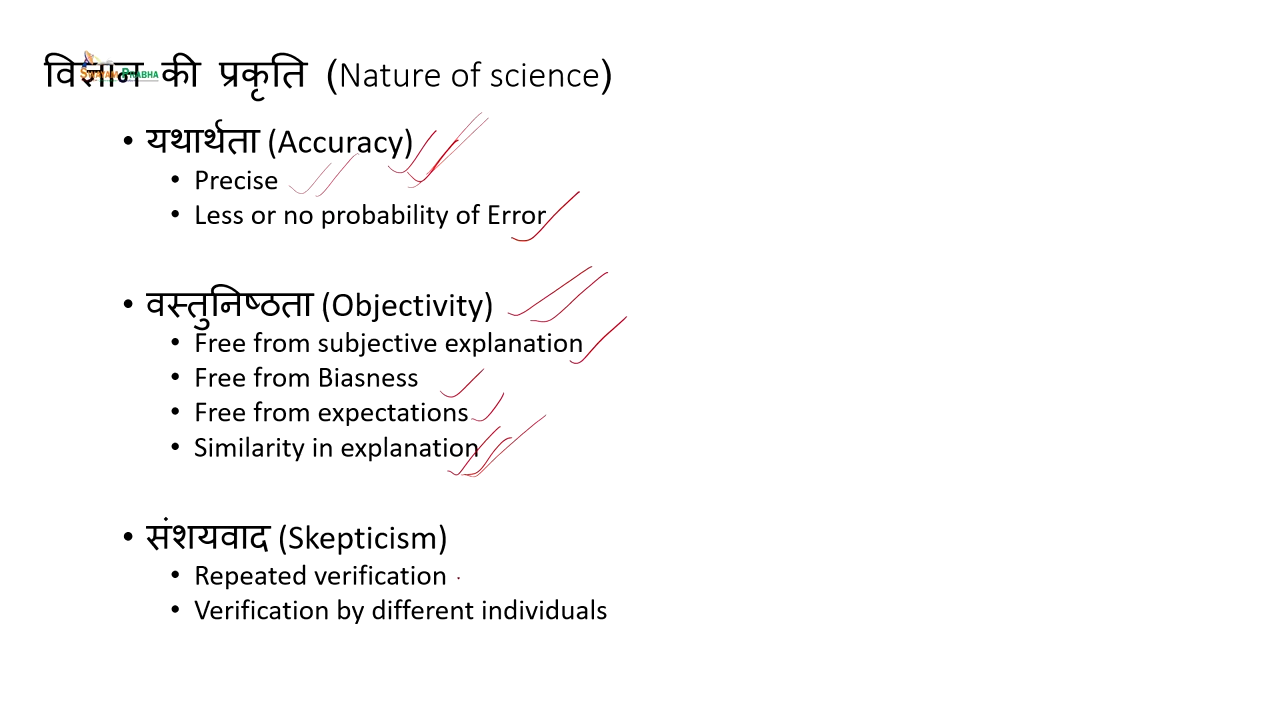 विज्ञान की प्रकृति (Nature of science)
SWAYAM PRABHA
• यथार्थता (Accuracy)
• Precise
• Less or no probability of Error
• वस्तुनिष्ठता (Objectivity)
• Free from subjective explanation
• Free from Biasness
• Free from expectations
• Similarity in explanation
• संशयवाद (Skepticism)
• Repeated verification
• Verification by different individuals